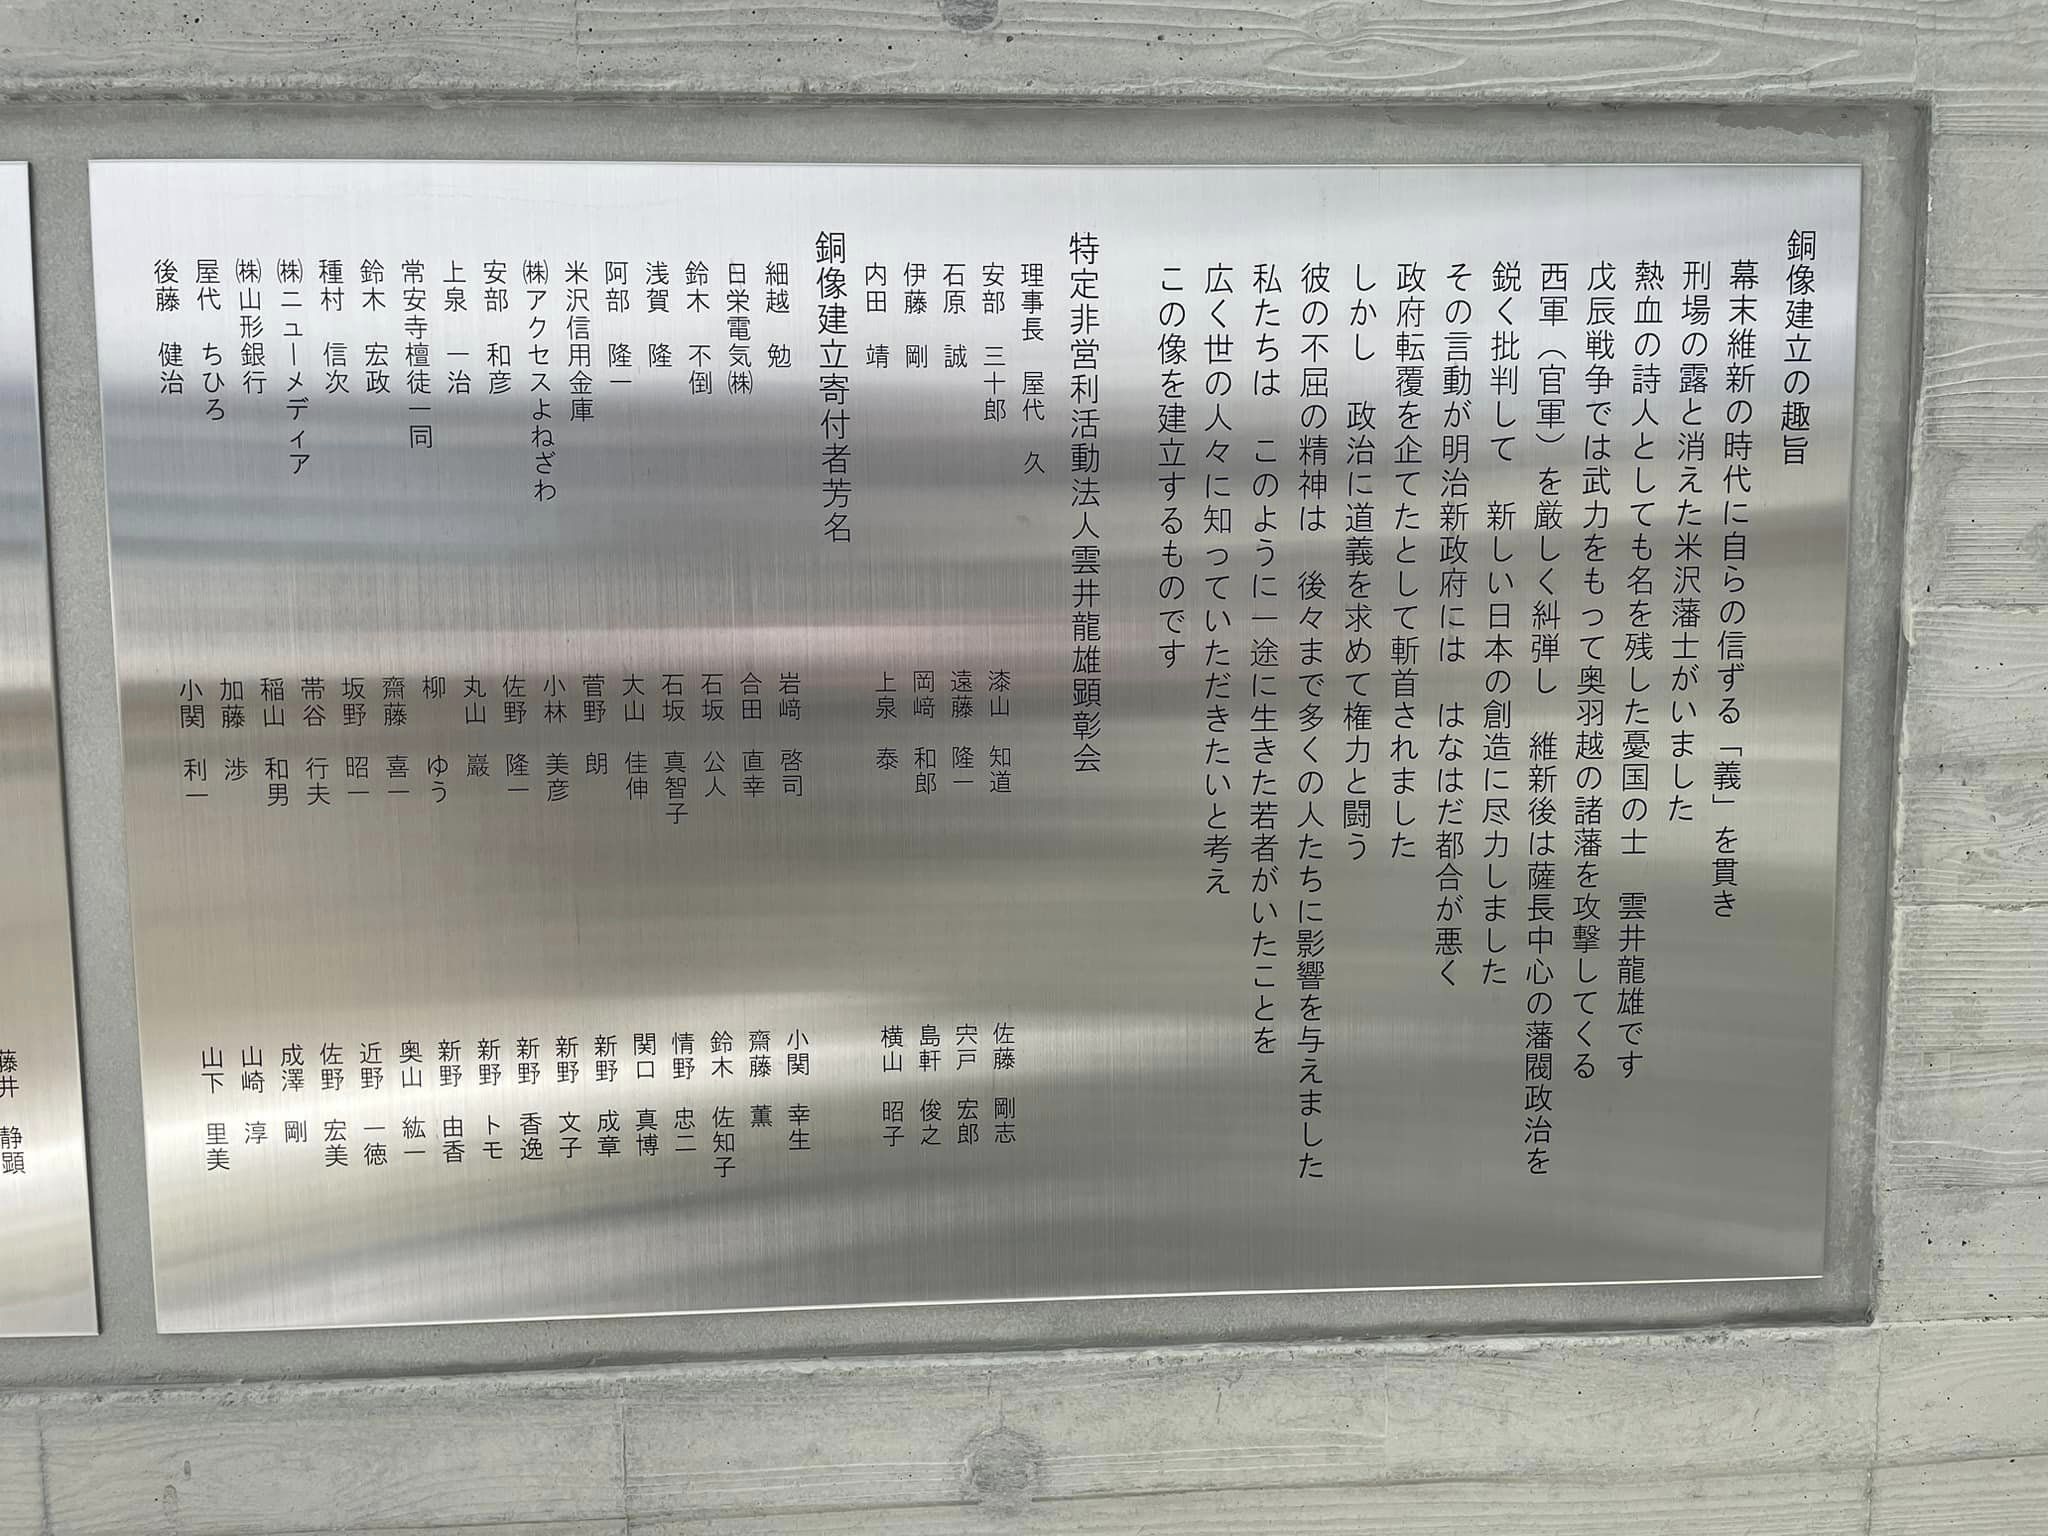 銅像建立の趣旨
幕末維新の時代に自らの信ずる「義」を貫き
刑場の露と消えた米沢藩士がいました
熱血の詩人としても名を残した憂国の士　雲井龍雄です
戊辰戦争では武力をもって奥羽越の諸藩を攻撃してくる
西軍（官軍）を厳しく糾弾し　維新後は薩長中心の藩閥政治を
鋭く批判して　新しい日本の創造に尽力しました
その言動が明治新政府には　はなはだ都合が悪く
政府転覆を企てたとして斬首されました
しかし　政治に道義を求めて権力と闘う
彼の不屈の精神は　後々まで多くの人たちに影響を与えました
私たちは　このように一途に生きた若者がいたことを
広く世の人々に知っていただきたいと考え
この像を建立するものです
特定非営利活動法人雲井龍雄顕彰会
理事長　屋代　久
安部　三十郎
石原　誠
伊藤　剛
内田　靖
漆山　知道
遠藤　隆一
岡﨑　和郎
上泉　泰
佐藤　剛志
宍戸　宏郎
島軒　俊之
横山　昭子
銅像建立寄付者芳名
細越　勉
日栄電気㈱
鈴木　不倒
浅賀　隆
阿部　隆一
米沢信用金庫
㈱アクセスよねざわ
安部　和彦
上泉　一治
常安寺檀徒一同
鈴木　宏政
種村　信次
㈱ニューメディア
㈱山形銀行
屋代　ちひろ
後藤　健治
岩﨑　啓司
合田　直幸
石坂　公人
石坂　真智子
大山　佳伸
菅野　朗
小林　美彦
佐野　隆一
丸山　巖
柳　ゆう
齋藤　喜一
坂野　昭一
帯谷　行夫
稲山　和男
加藤　渉
小関　利一
小関　幸生
齋藤　薫
鈴木　佐知子
情野　忠二
関口　真博
新野　成章
新野　文子
新野　香逸
新野　トモ
新野　由香
奥山　紘一
近野　一徳
佐野　宏美
成澤　剛
山崎　淳
山下　里美
藤井　静顕